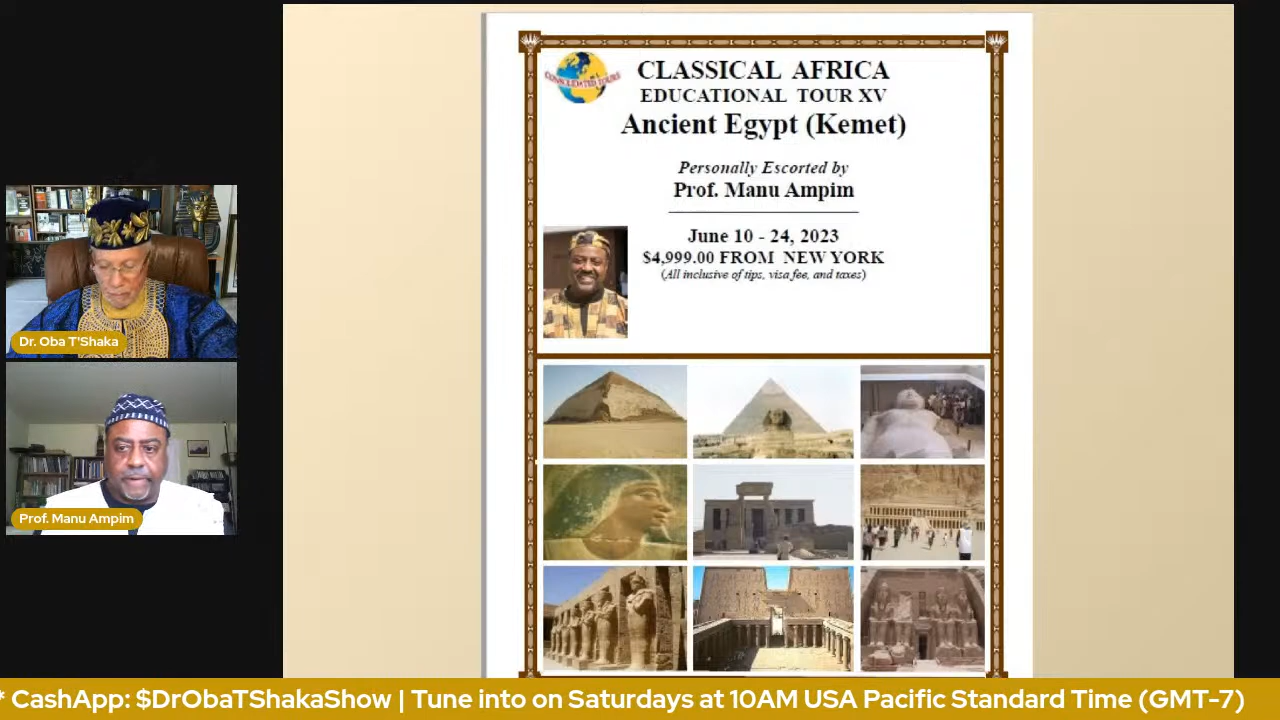 CONSOLIDATED TOURS
CLASSICAL AFRICA
EDUCATIONAL TOUR XV
Ancient Egypt (Kemet)
Personally Escorted by
Prof. Manu Ampim
June 10 - 24, 2023
$4,999.00 FROM NEW YORK
(All inclusive of tips, visa fee, and taxes)
Dr. Oba T'Shaka
Prof. Manu Ampim
* CashApp: $DrObaTShakaShow | Tune into on Saturdays at 10AM USA Pacific Standard Time (GMT-7)